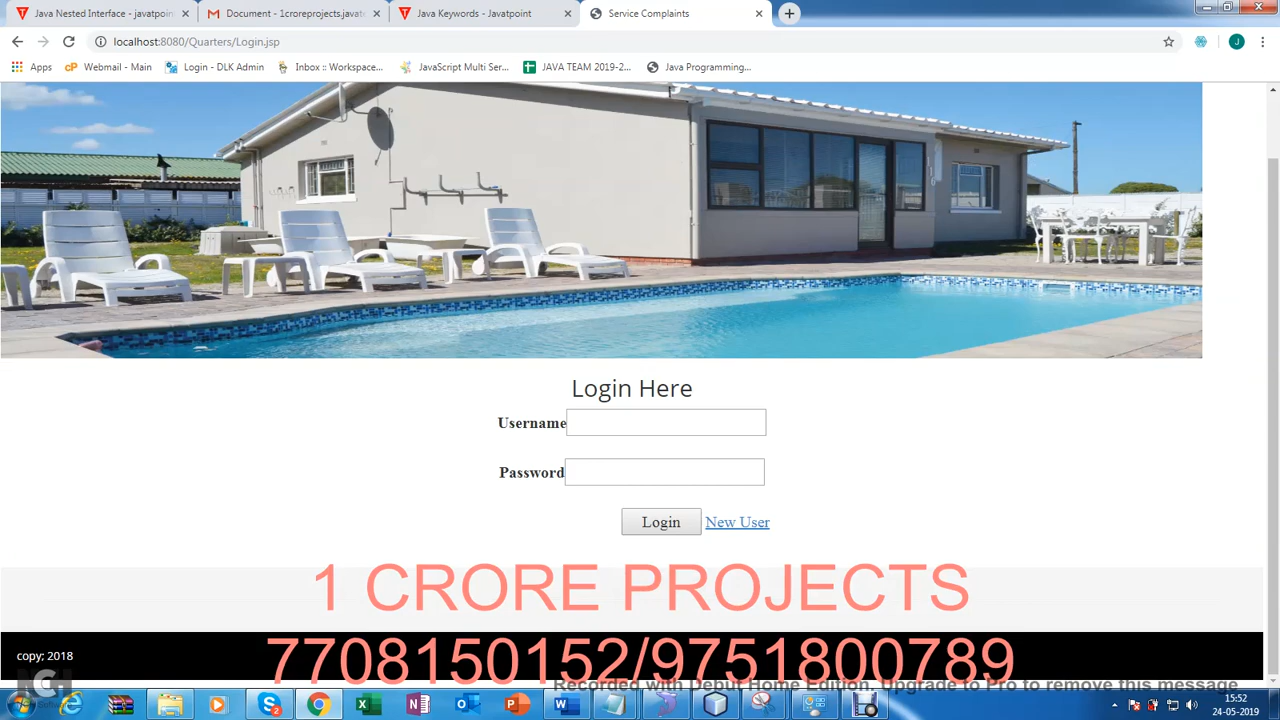 Java Nested Interface - javatpoin
Document - 1croreprojects.javat
Java Keywords - Javatpoint
Service Complaints
localhost:8080/Quarters/Login.jsp
J
Apps
cP Webmail - Main
Login - DLK Admin
Inbox :: Workspace...
JavaScript Multi Ser...
JAVA TEAM 2019-2...
Java Programming...
Login Here
Username
Password
Login New User
1 CRORE PROJECTS
copy; 2018
7708150152/9751800789
Recorded with Debut Home Edition. Upgrade to Pro to remove this message
15:52
24-05-2019